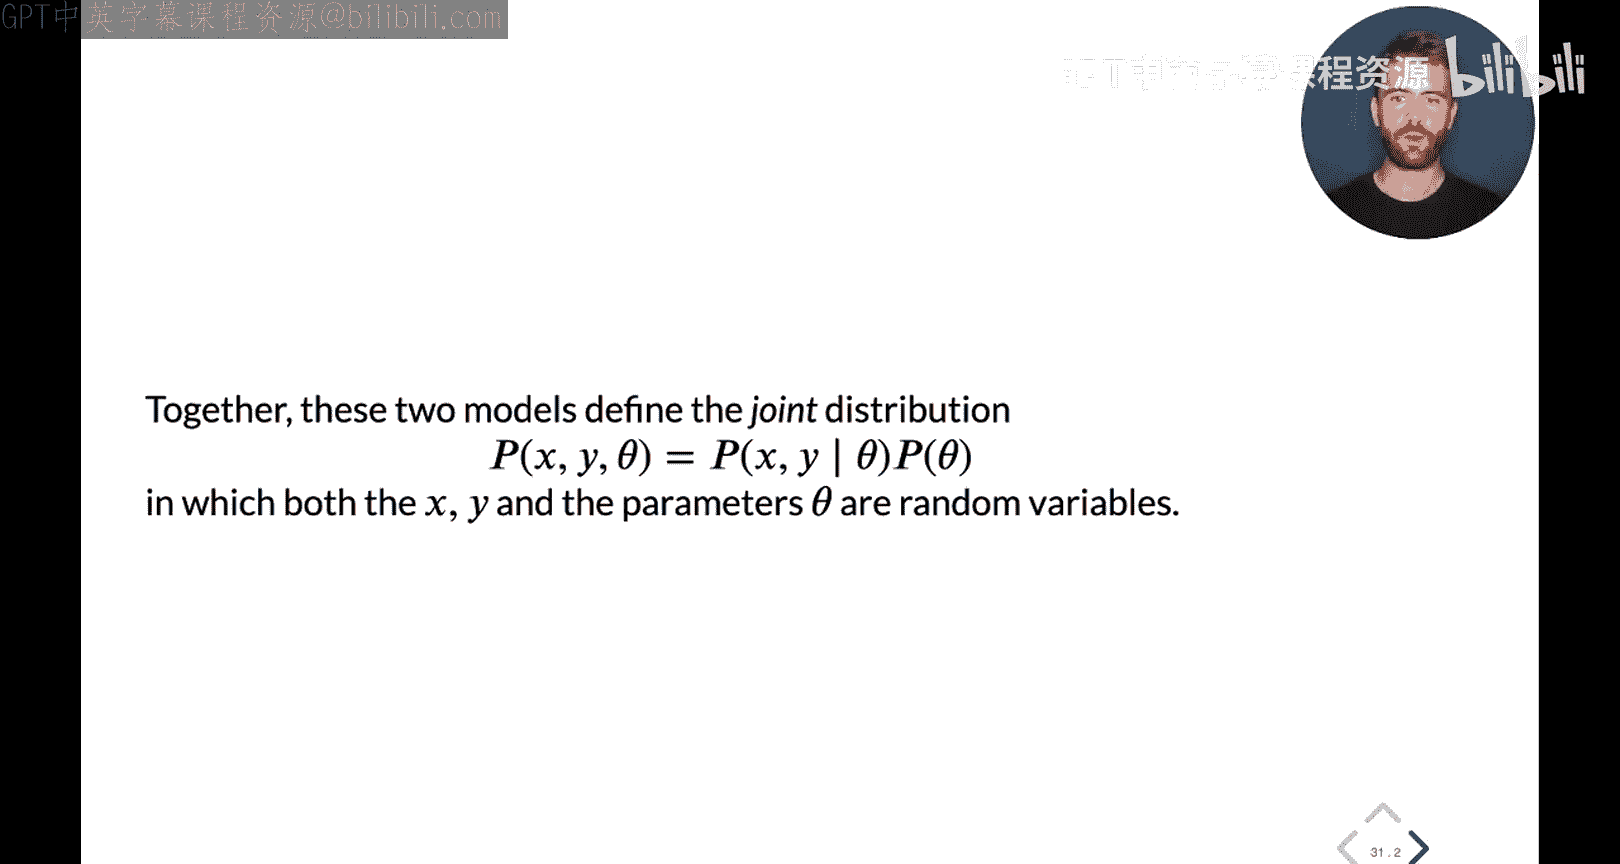 GPT中英字幕课程资源@bilibili.com
程资源 bilibili
Together, these two models define the joint distribution
P(x, y, θ) = P(x, y | θ)P(θ)
in which both the x, y and the parameters θ are random variables.
31.2